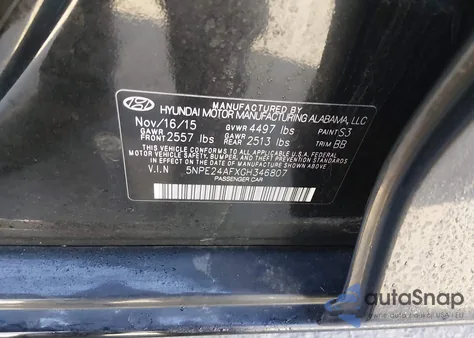 MANUFACTURED BY
HYUNDAI MOTOR MANUFACTURING ALABAMA, LLC
Nov/16/15 GVWR 4497 lbs PAINT S3
GAWR FRONT 2557 lbs GAWR REAR 2513 lbs TRIM BB
THIS VEHICLE CONFORMS TO ALL APPLICABLE U.S.A FEDERAL
MOTOR VEHICLE SAFETY, BUMPER, AND THEFT PREVENTION
STANDARDS IN EFFECT ON THE DATE OF MANUFACTURE SHOWN ABOVE.
V.I.N 5NPE24AFXGH346807
PASSENGER CAR
autoSnap